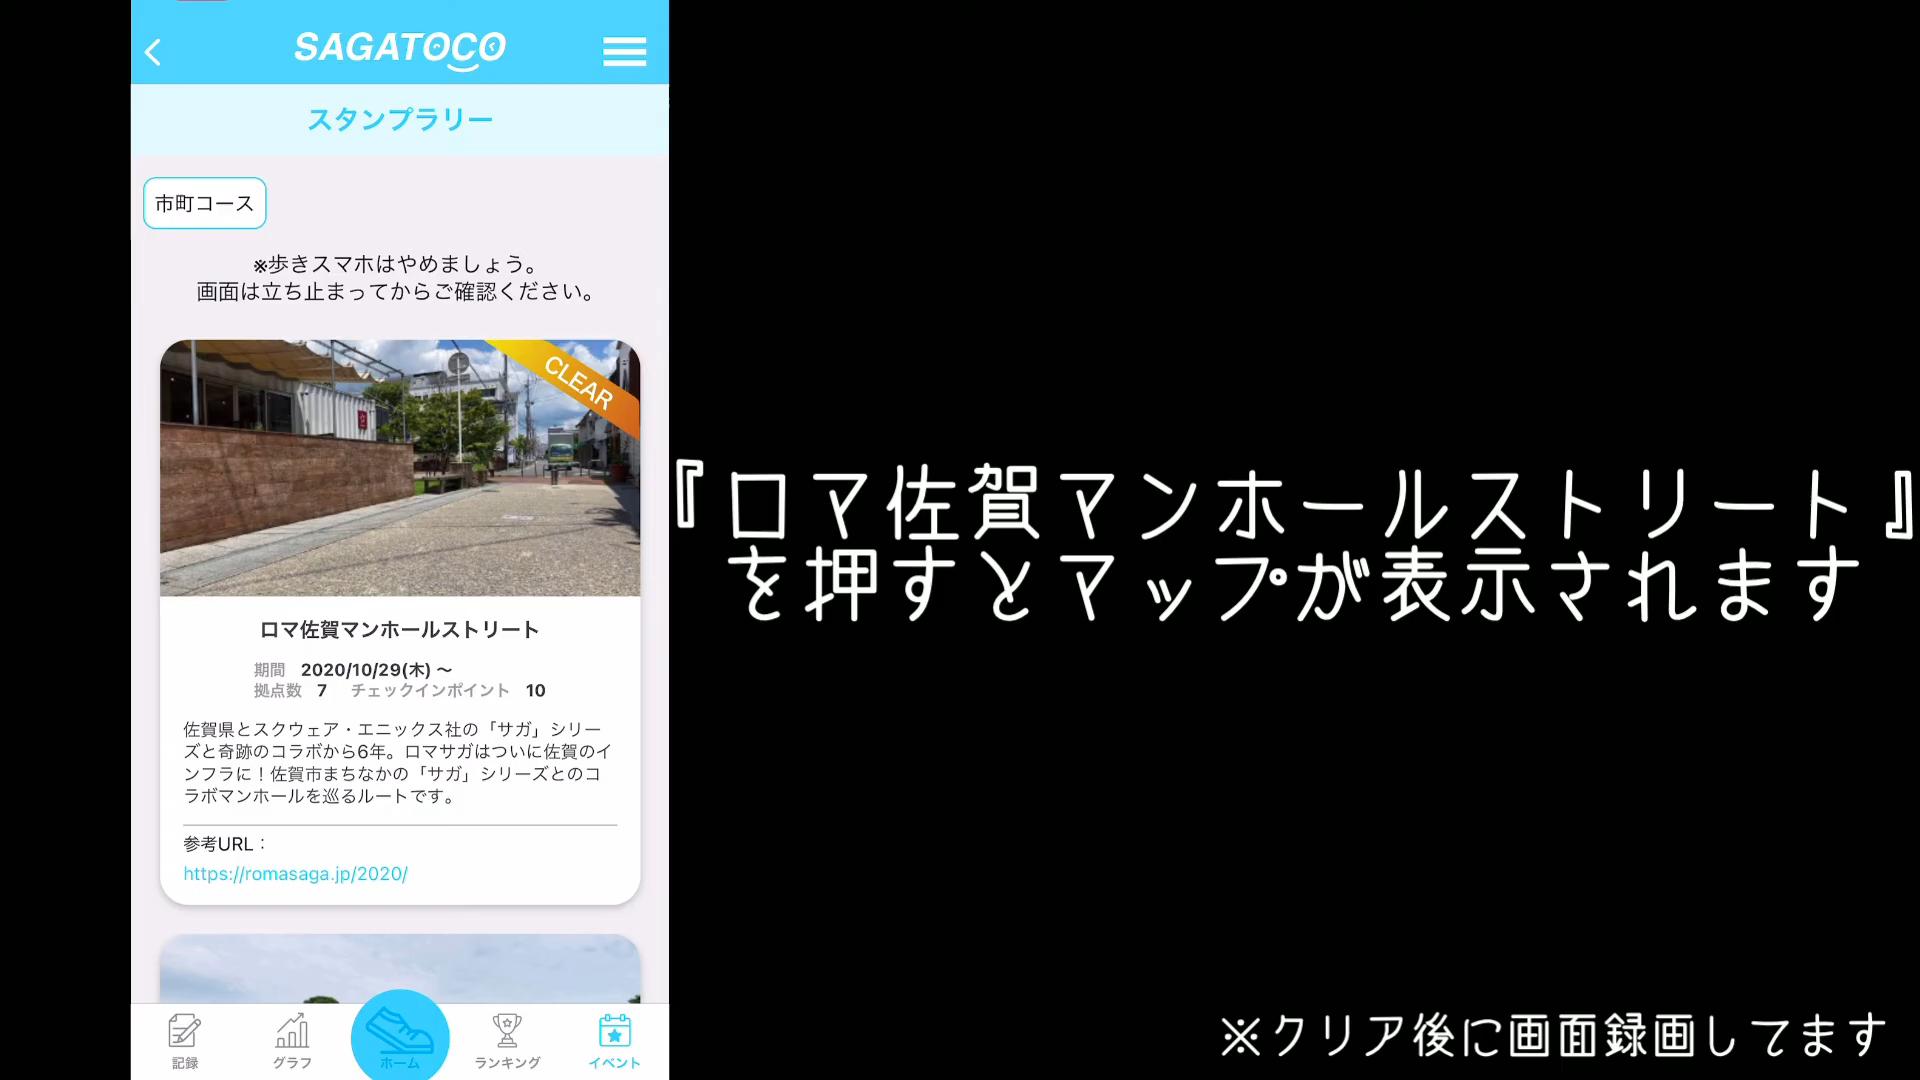 SAGATOCO
スタンプラリー
市町コース
※歩きスマホはやめましょう。
画面は立ち止まってからご確認ください。
CLEAR
ロマ佐賀マンホールストリート
期間 2020/10/29(木) 〜
拠点数 7 チェックインポイント 10
佐賀県とスクウェア・エニックス社の「サガ」シリー
ズと奇跡のコラボから6年。ロマサガはついに佐賀のイ
ンフラに！佐賀市まちなかの「サガ」シリーズとのコ
ラボマンホールを巡るルートです。
参考URL：
https://romasaga.jp/2020/
記録
グラフ
ホーム
ランキング
イベント
『ロマ佐賀マンホールストリート』
を押すとマップが表示されます
※クリア後に画面録画してます